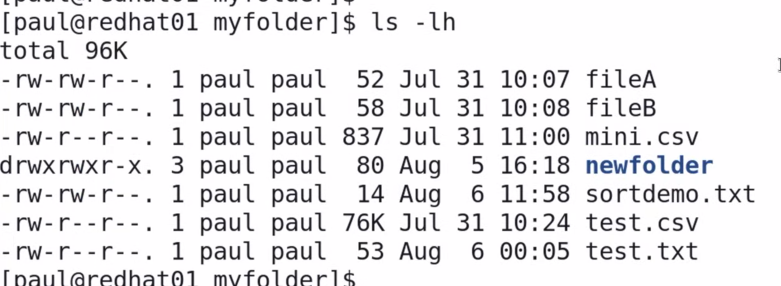 [paul@redhat01 myfolder]$
[paul@redhat01 myfolder]$ ls -lh
total 96K
-rw-rw-r--. 1 paul paul  52 Jul 31 10:07 fileA
-rw-rw-r--. 1 paul paul  58 Jul 31 10:08 fileB
-rw-r--r--. 1 paul paul 837 Jul 31 11:00 mini.csv
drwxrwxr-x. 3 paul paul  80 Aug  5 16:18 newfolder
-rw-rw-r--. 1 paul paul  14 Aug  6 11:58 sortdemo.txt
-rw-r--r--. 1 paul paul 76K Jul 31 10:24 test.csv
-rw-r--r--. 1 paul paul  53 Aug  6 00:05 test.txt
[paul@redhat01 myfolder]$